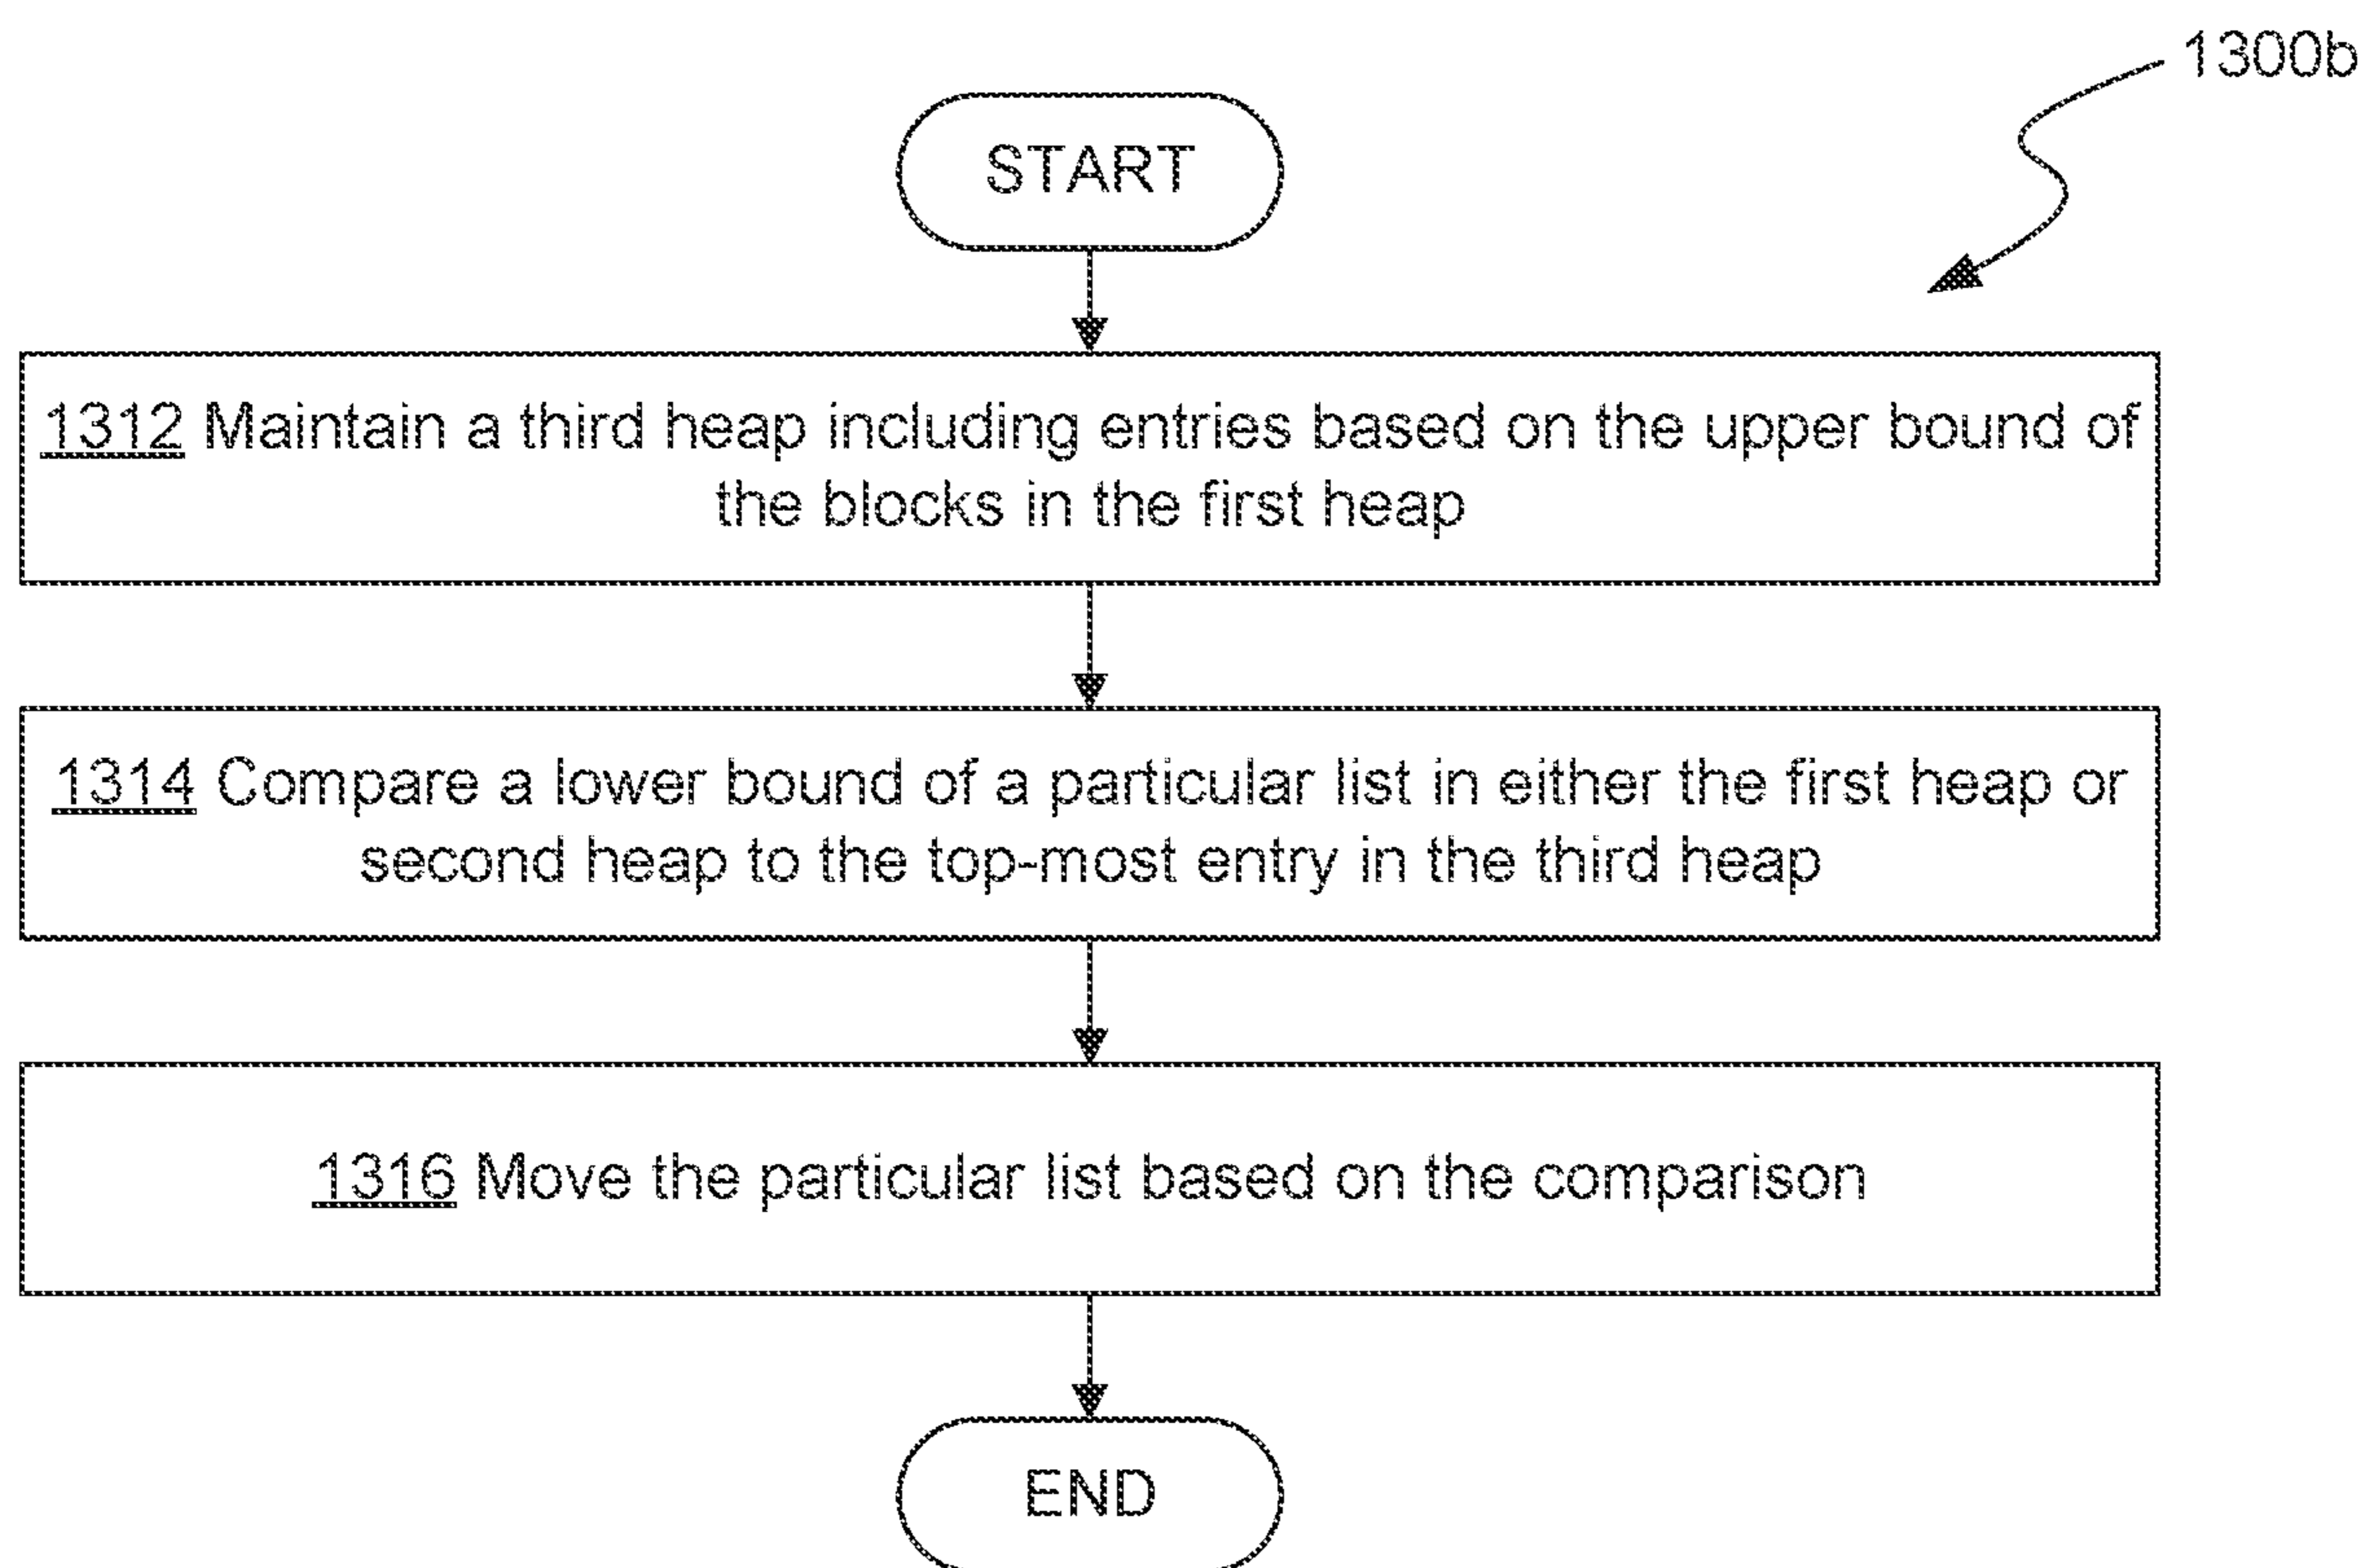 1300b
START
1312 Maintain a third heap including entries based on the upper bound of
the blocks in the first heap
1314 Compare a lower bound of a particular list in either the first heap or
second heap to the top-most entry in the third heap
1316 Move the particular list based on the comparison
END